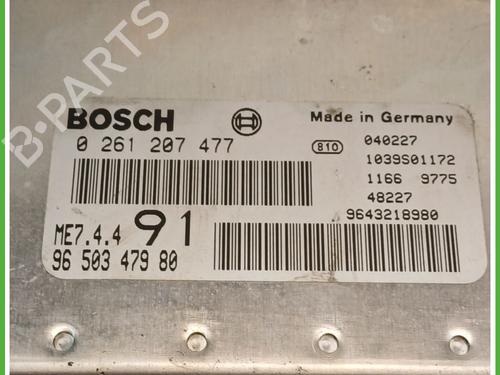 B-PARTS
BOSCH
Made in Germany
0 261 207 477
810
040227
1039S01172
1166 9775
48227
9643218980
ME7.4.4 91
96 503 479 80